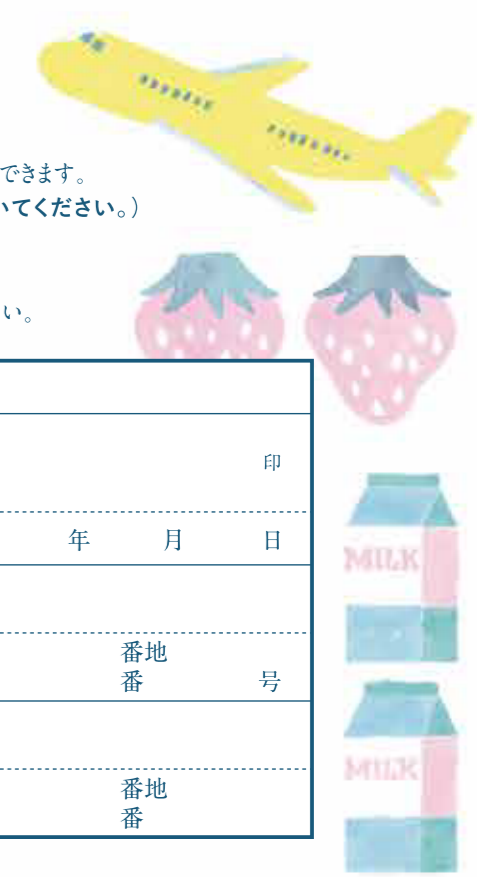 できます。
いてください。）
い。
印
年 月 日
MILK
番地
番 号
MILK
番地
番